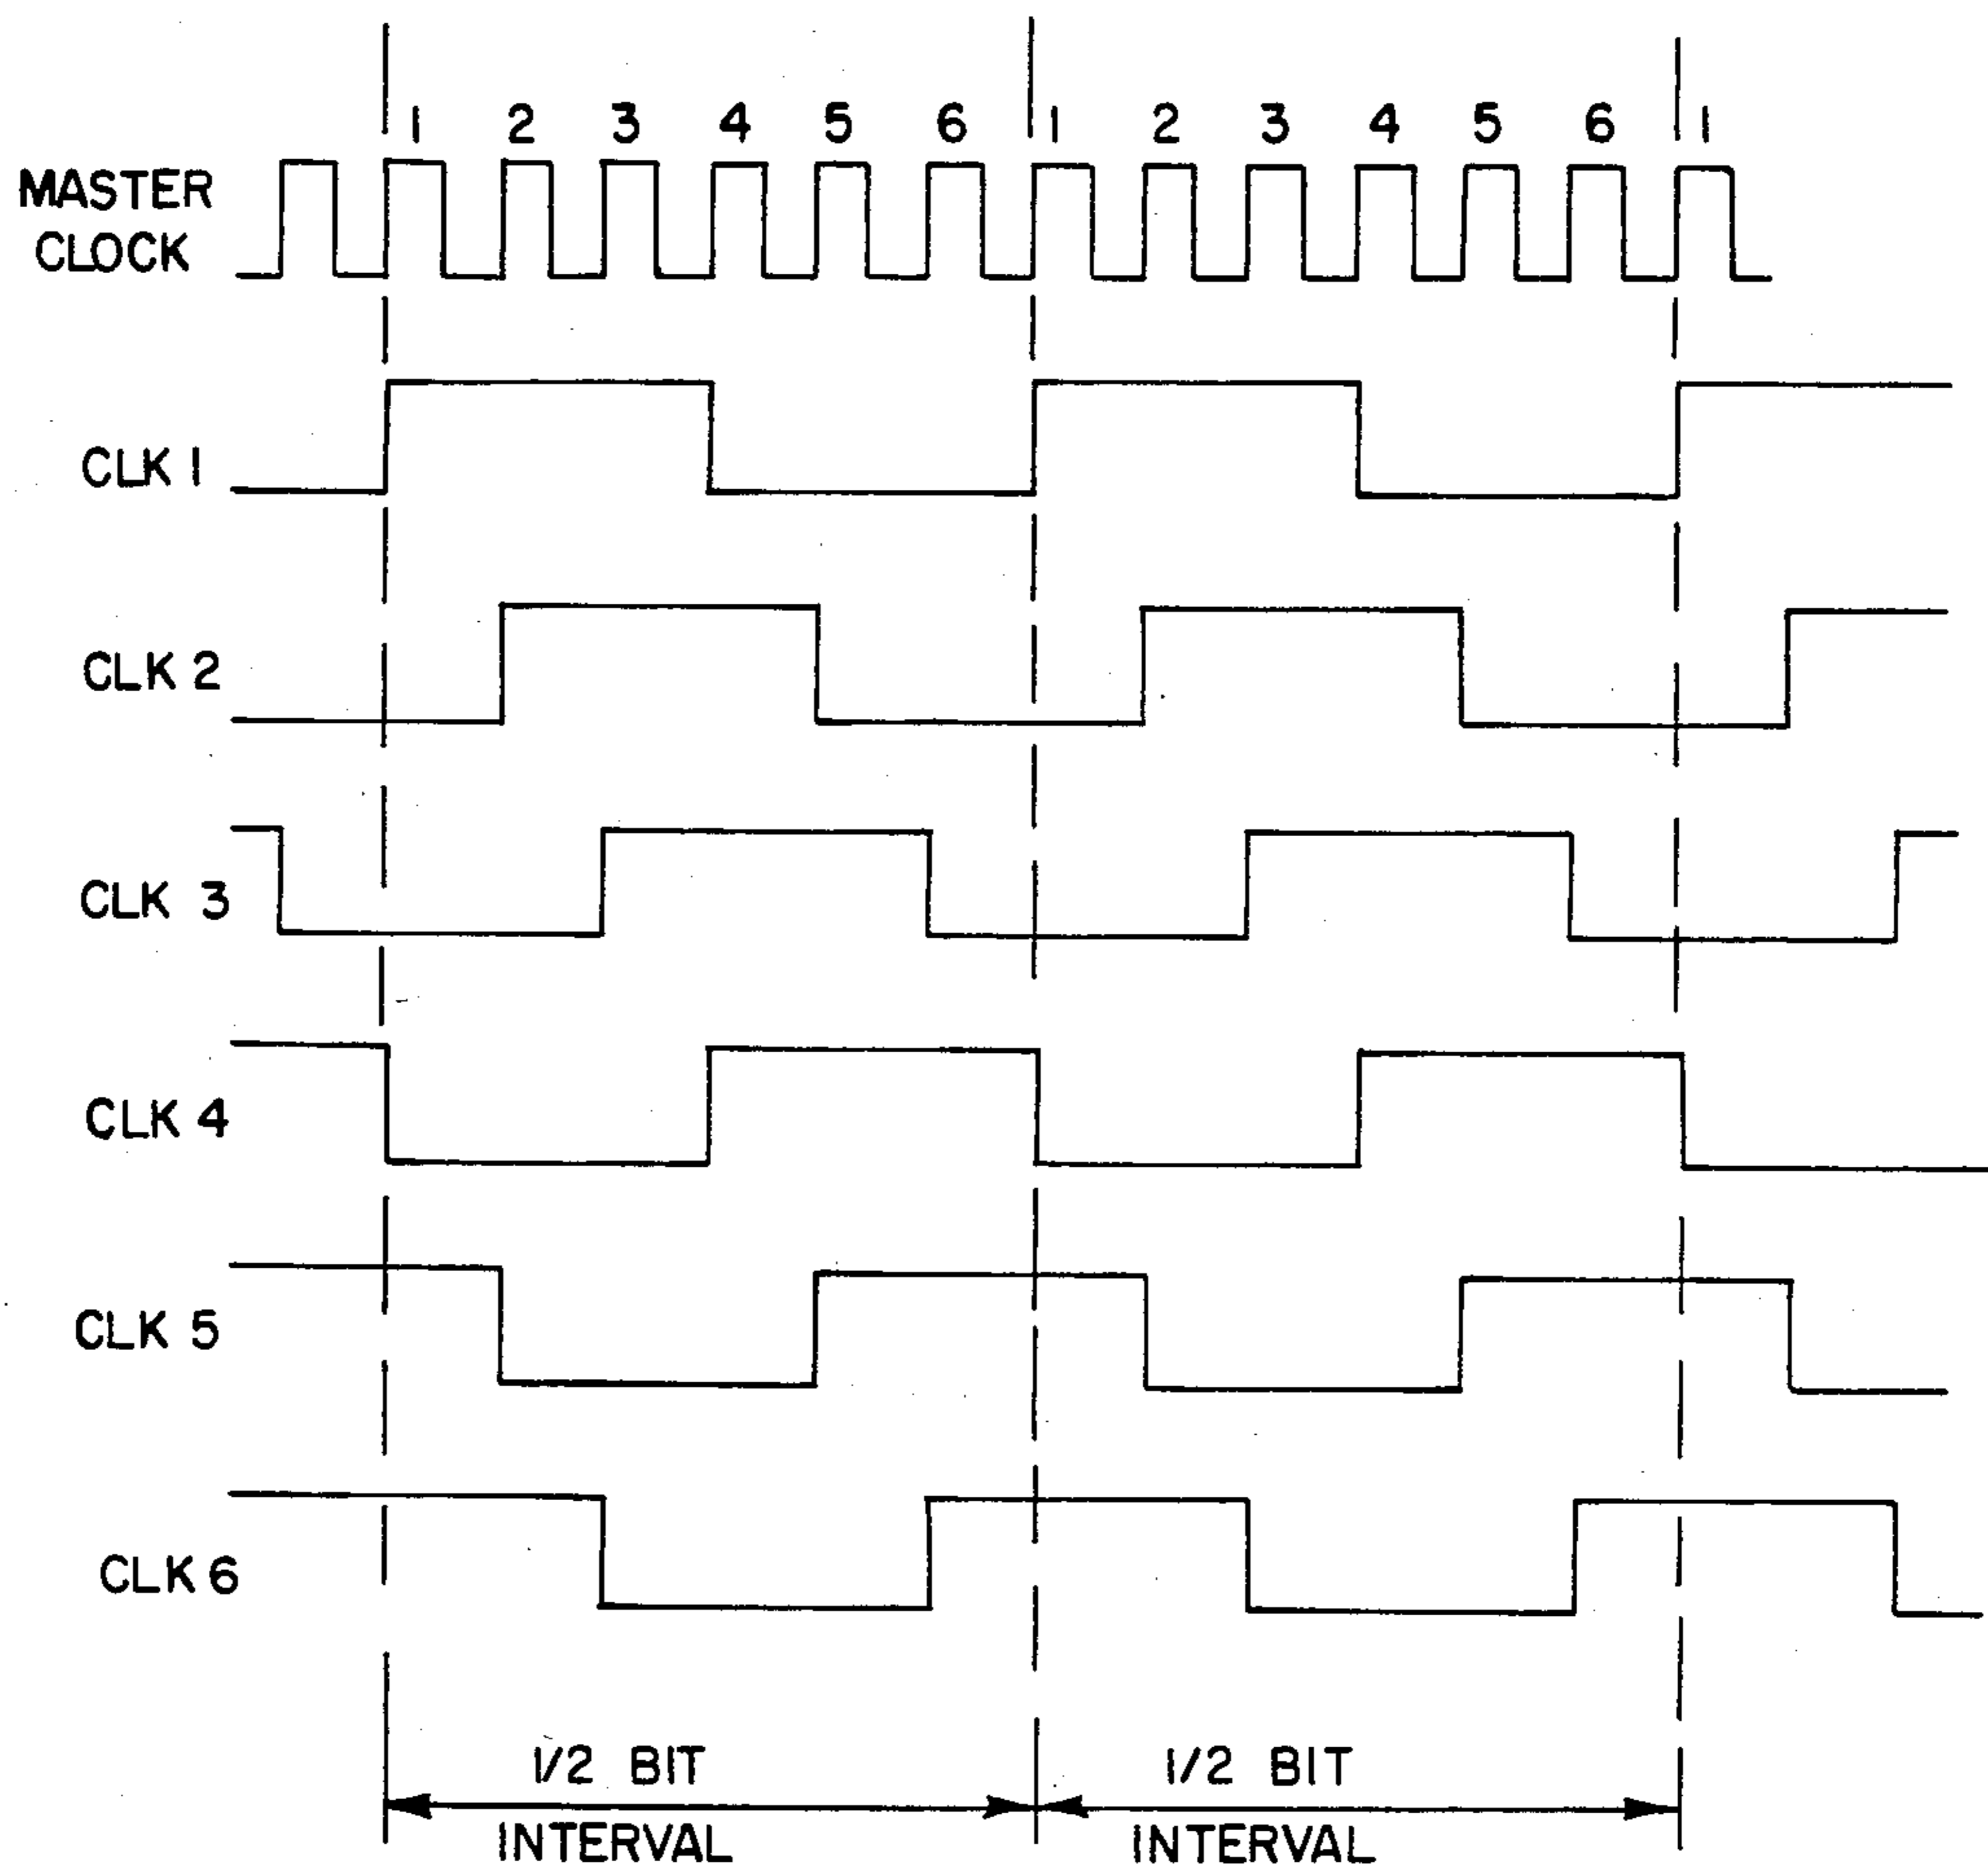 1 2 3 4 5 6 1 2 3 4 5 6 1
MASTER
CLOCK
CLK 1
CLK 2
CLK 3
CLK 4
CLK 5
CLK 6
1/2 BIT
INTERVAL
1/2 BIT
INTERVAL